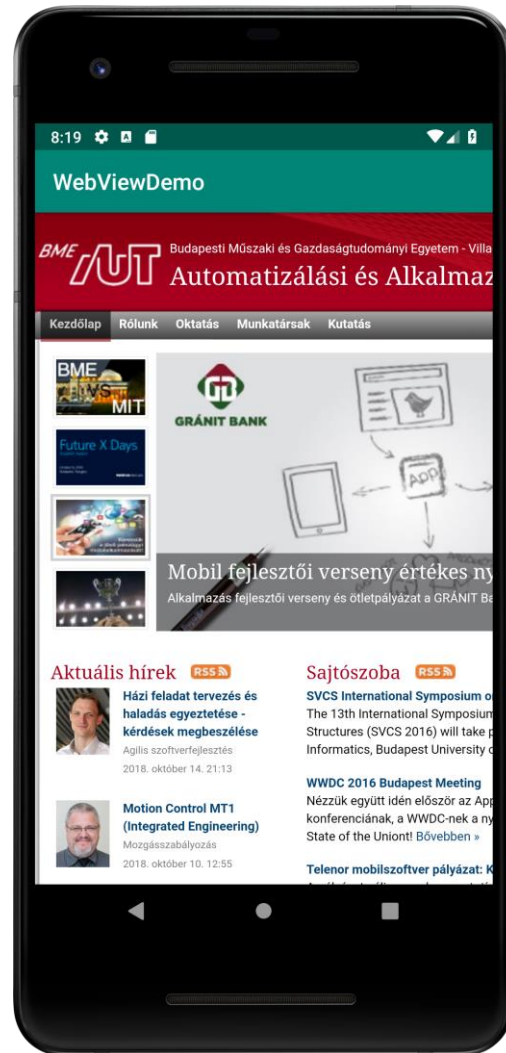 8:19
WebViewDemo
BME
AUT
Budapesti Műszaki és Gazdaságtudományi Egyetem - Villa
Automatizálási és Alkalmaz
Kezdőlap Rólunk Oktatás Munkatársak Kutatás
BME
VS
MIT
Future X Days
GRÁNIT BANK
APP
Mobil fejlesztői verseny értékes ny
Alkalmazás fejlesztői verseny és ötletpályázat a GRÁNIT Ba
Aktuális hírek RSS
Házi feladat tervezés és
haladás egyeztetése -
kérdések megbeszélése
Agilis szoftverfejlesztés
2018. október 14. 21:13
Motion Control MT1
(Integrated Engineering)
Mozgásszabályozás
2018. október 10. 12:55
Sajtószoba RSS
SVCS International Symposium o
The 13th International Symposium
Structures (SVCS 2016) will take p
Informatics, Budapest University o
WWDC 2016 Budapest Meeting
Nézzük együtt idén először az App
konferenciának, a WWDC-nek a ny
State of the Uniont! Bővebben »
Telenor mobilszoftver pályázat: K